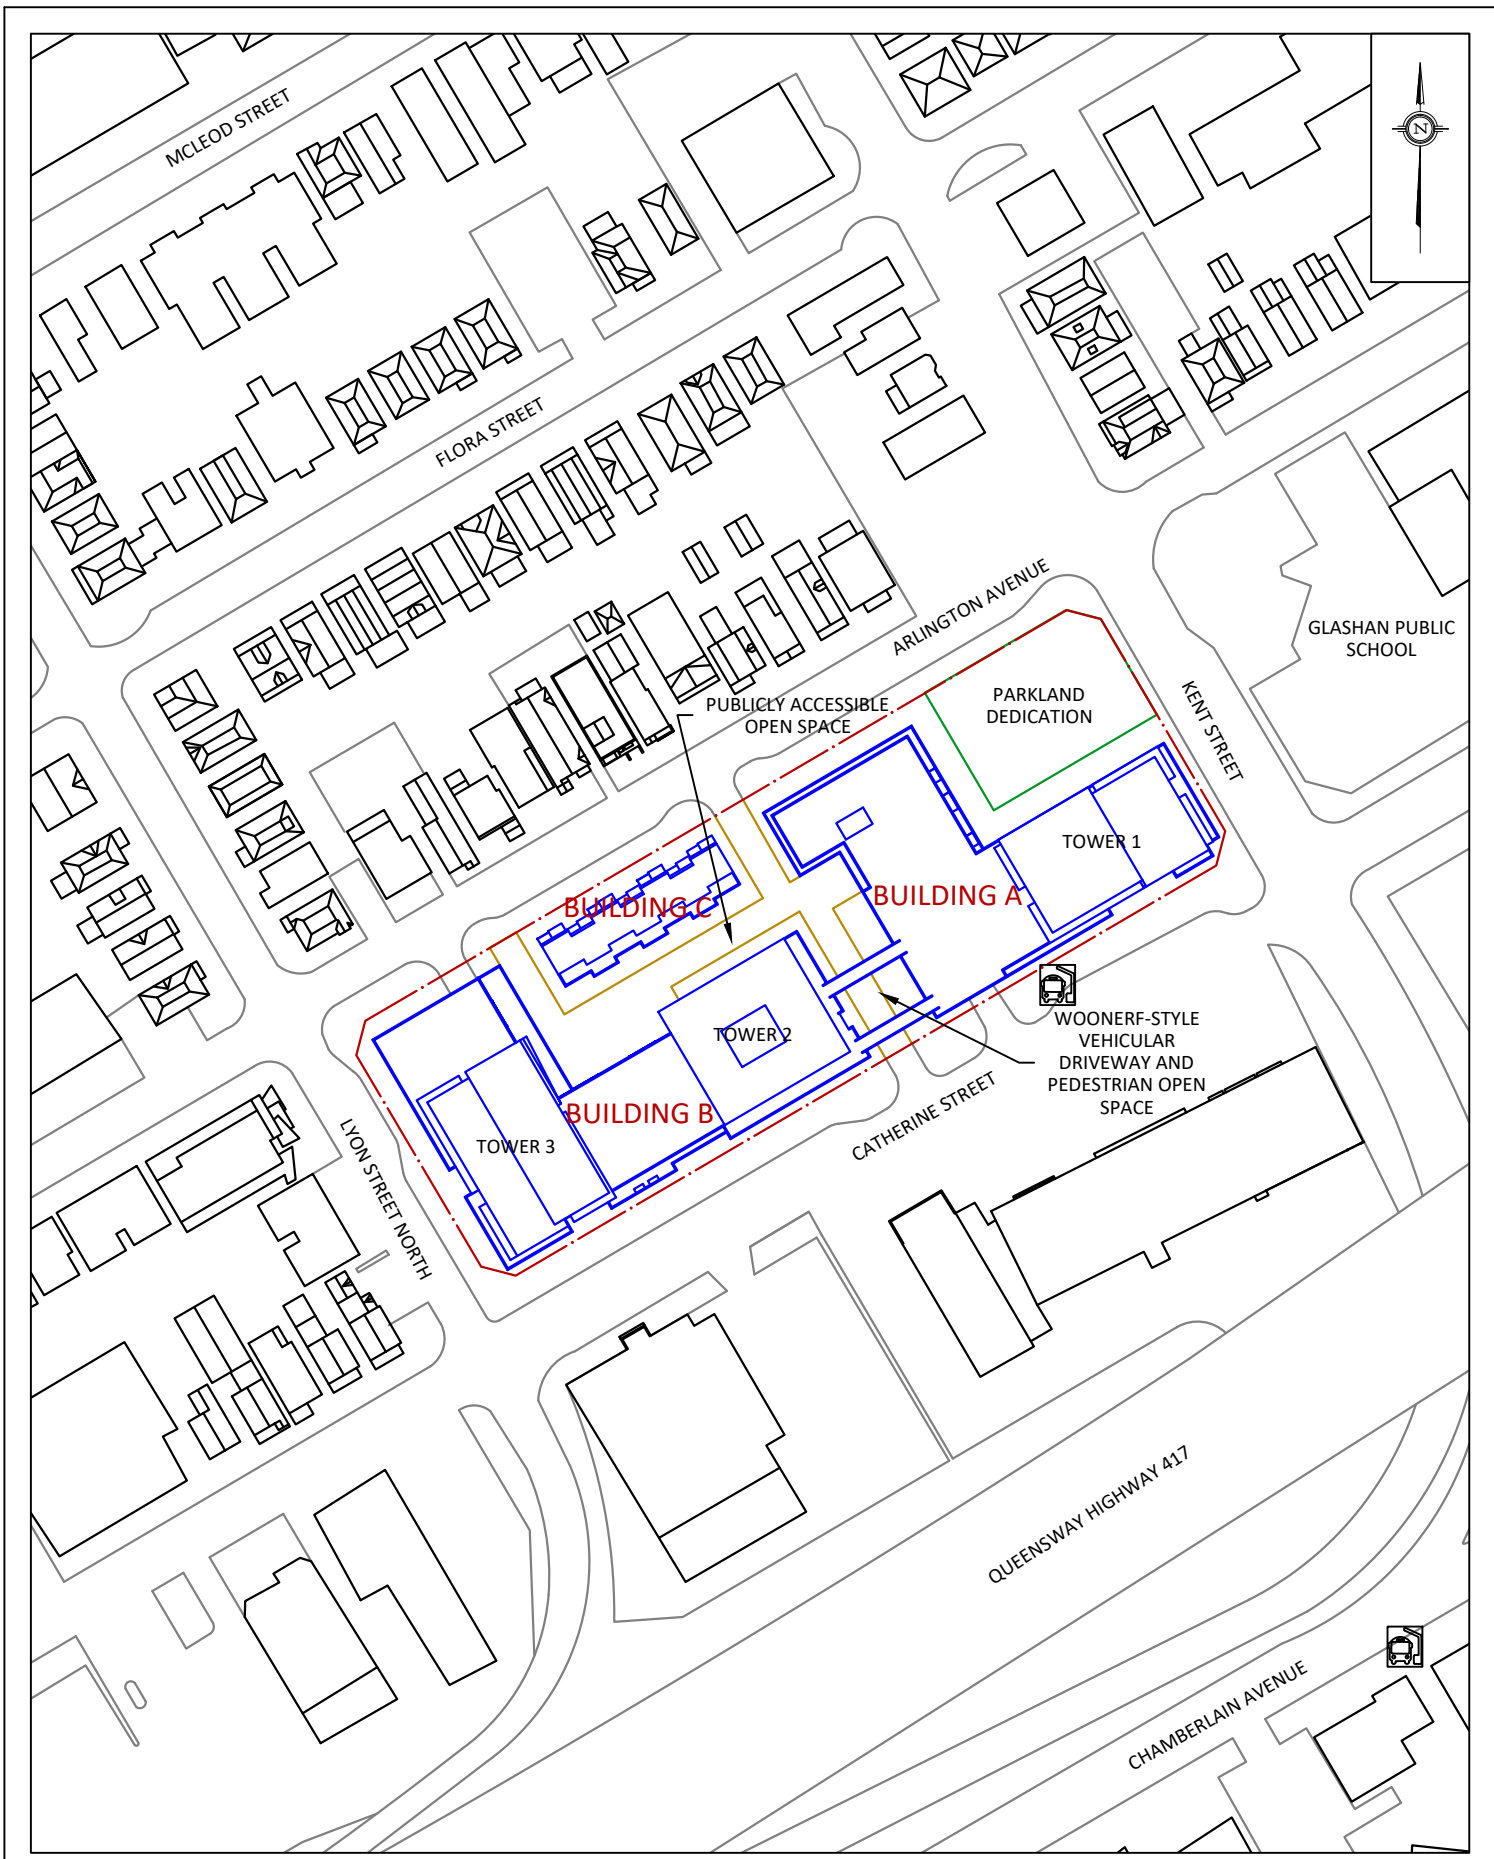 MCLEOD STREET
N
FLORA STREET
ARLINGTON AVENUE
GLASHAN PUBLIC
SCHOOL
PARKLAND
DEDICATION
KENT STREET
PUBLICLY ACCESSIBLE
OPEN SPACE
TOWER 1
BUILDING A
BUILDING C
TOWER 2
WOONERF-STYLE
VEHICULAR
DRIVEWAY AND
PEDESTRIAN OPEN
SPACE
BUILDING B
TOWER 3
CATHERINE STREET
LYON STREET NORTH
QUEENSWAY HIGHWAY 417
CHAMBERLAIN AVENUE